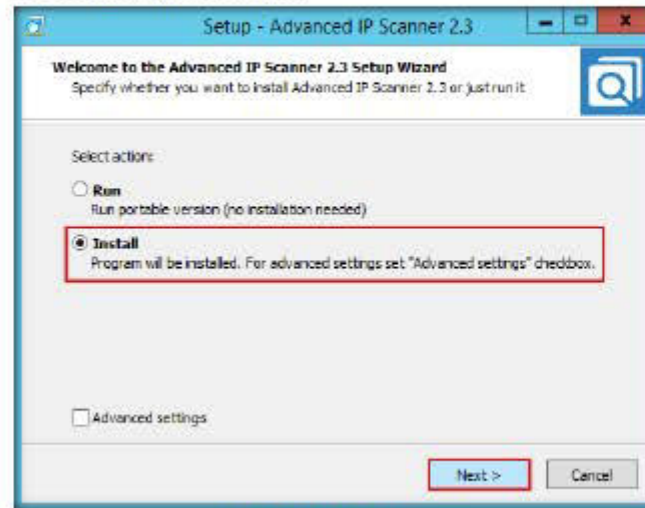 Setup - Advanced IP Scanner 2.3
Welcome to the Advanced IP Scanner 2.3 Setup Wizard
Specify whether you want to install Advanced IP Scanner 2.3 or just run it
Select action:
Run
Run portable version (no installation needed)
Install
Program will be installed. For advanced settings set "Advanced settings" checkbox.
Advanced settings
Next >
Cancel